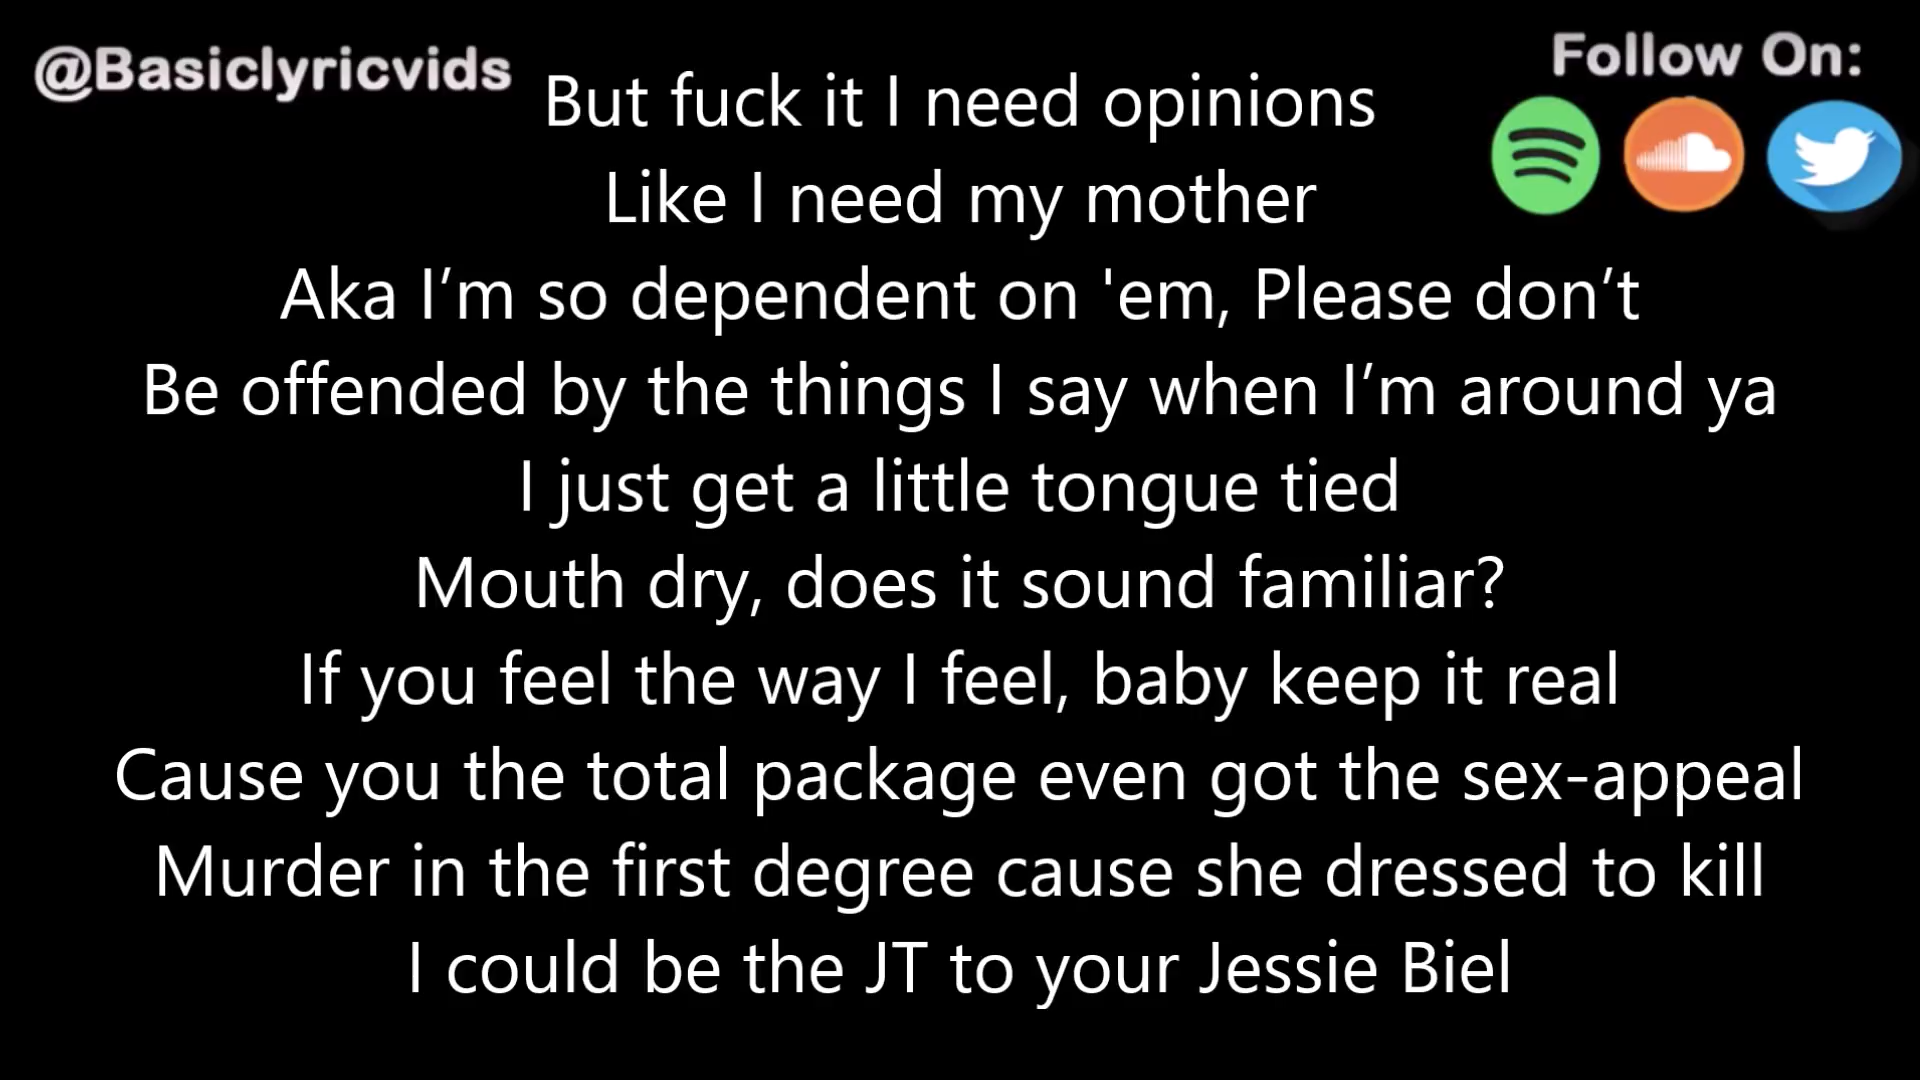 @Basiclyricvids
Follow On:
But fuck it I need opinions
Like I need my mother
Aka I’m so dependent on 'em, Please don’t
Be offended by the things I say when I’m around ya
I just get a little tongue tied
Mouth dry, does it sound familiar?
If you feel the way I feel, baby keep it real
Cause you the total package even got the sex-appeal
Murder in the first degree cause she dressed to kill
I could be the JT to your Jessie Biel